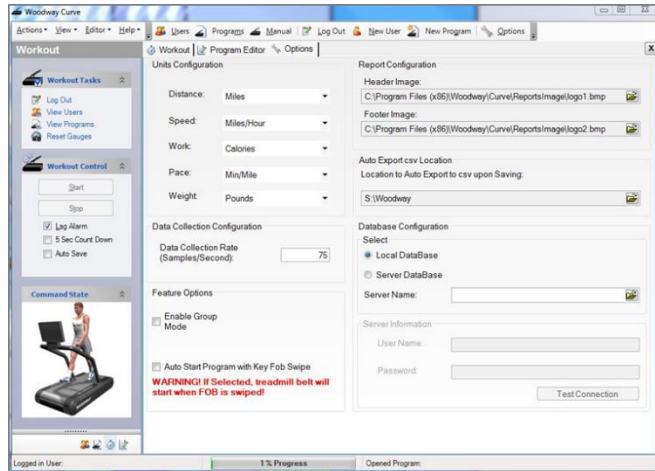 Woodway Curve
Actions View Editor Help Users Programs Manual Log Out New User New Program Options
Workout
Workout Program Editor Options X
Workout Tasks
Log Out
View Users
View Programs
Reset Gauges
Workout Control
Start
Stop
Lag Alarm
5 Sec Count Down
Auto Save
Command State
Units Configuration
Distance: Miles
Speed: Miles/Hour
Work: Calories
Pace: Min/Mile
Weight: Pounds
Data Collection Configuration
Data Collection Rate
(Samples/Second): 75
Feature Options
Enable Group
Mode
Auto Start Program with Key Fob Swipe
WARNING! If Selected, treadmill belt will
start when FOB is swiped!
Report Configuration
Header Image:
C:\Program Files (x86)\Woodway\Curve\ReportsImage\logo1.bmp
Footer Image:
C:\Program Files (x86)\Woodway\Curve\ReportsImage\logo2.bmp
Auto Export csv Location
Location to Auto Export to csv upon Saving:
S:\Woodway
Database Configuration
Select
Local DataBase
Server DataBase
Server Name:
Server Information
User Name:
Password:
Test Connection
Logged in User: 1% Progress Opened Program: